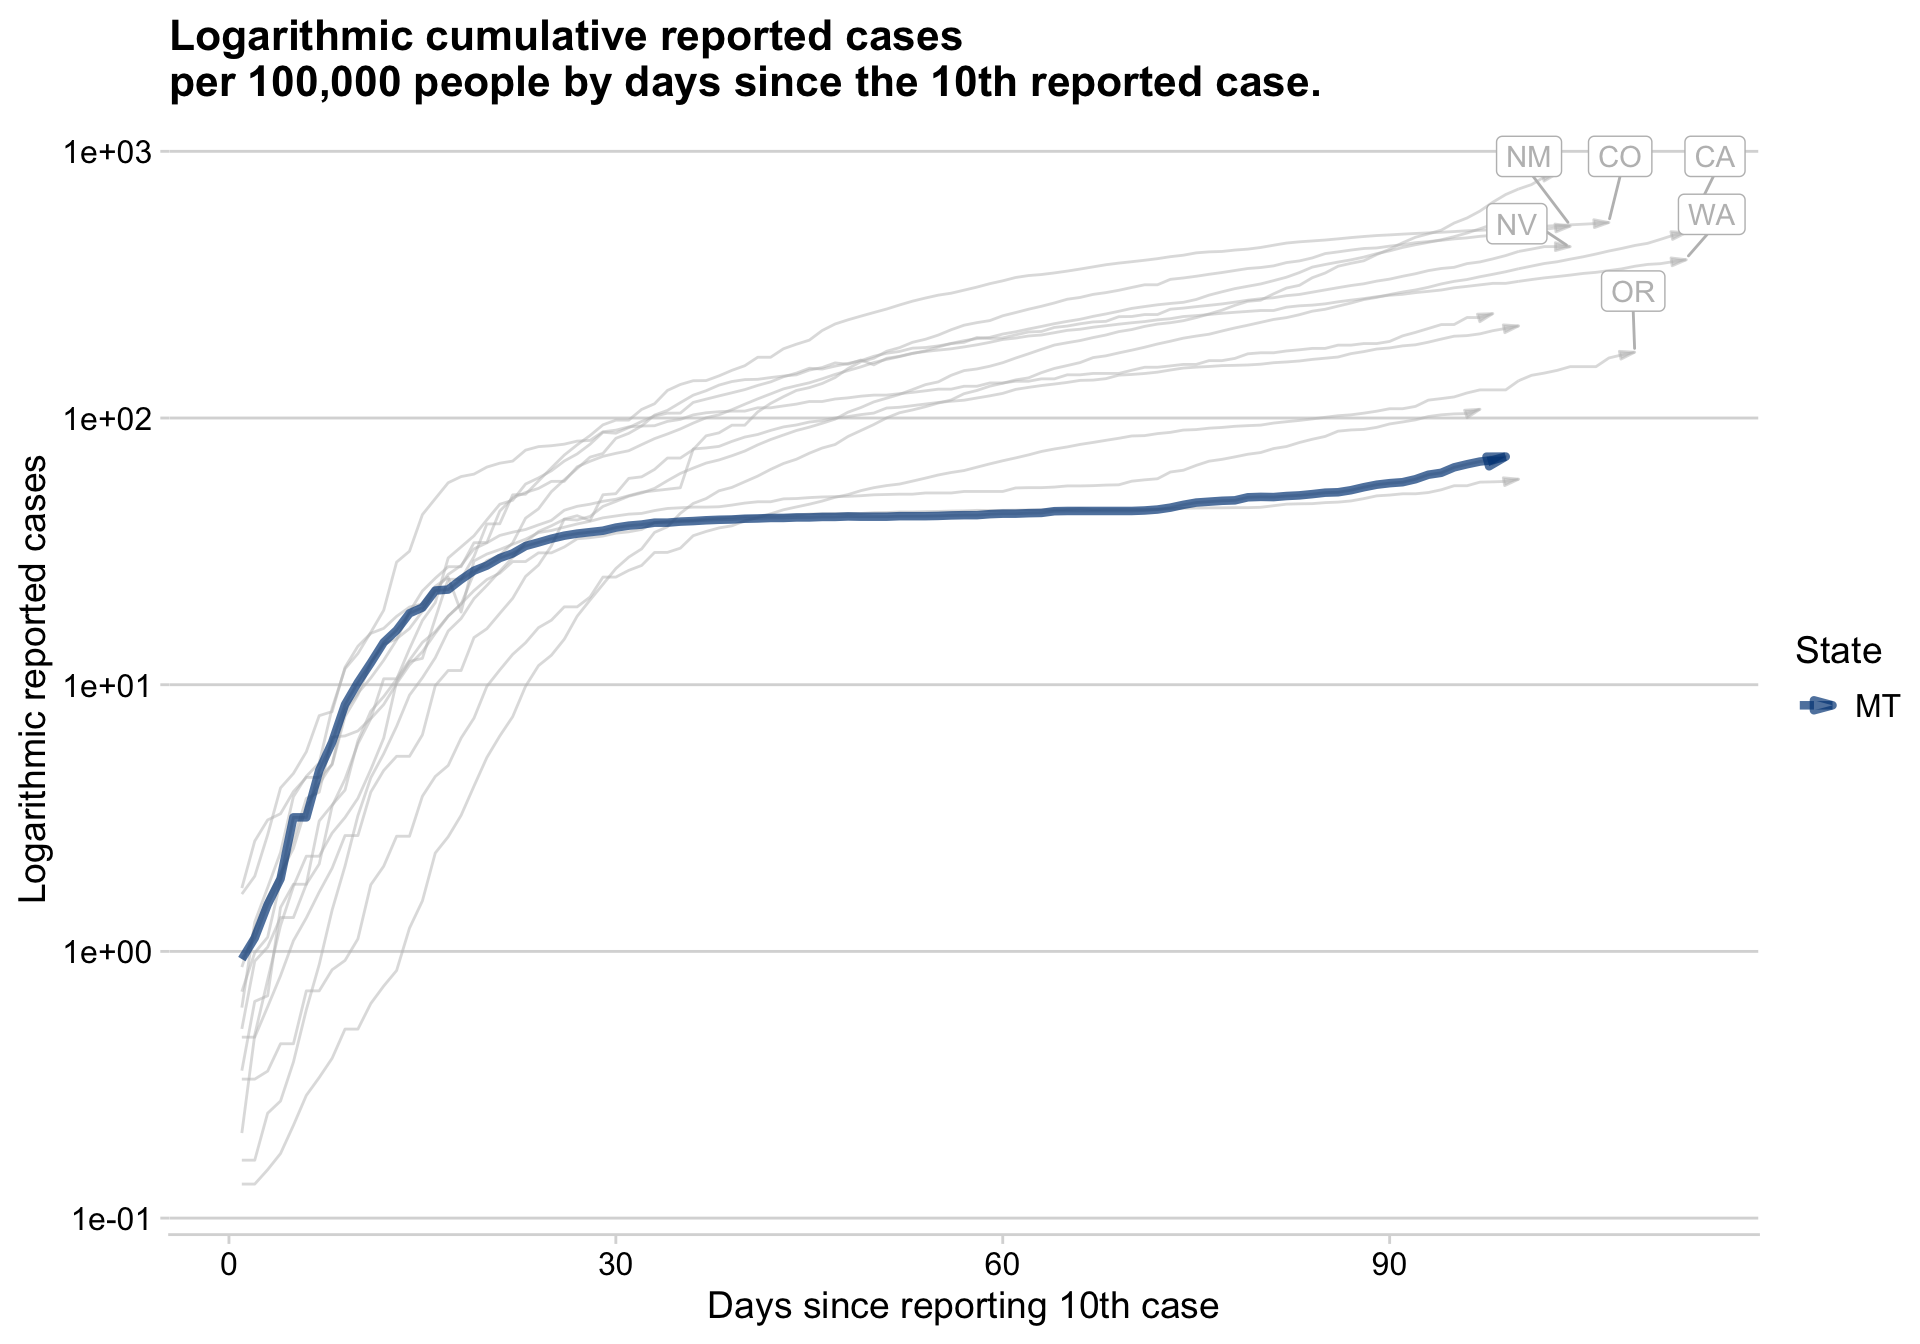 Logarithmic cumulative reported cases
per 100,000 people by days since the 10th reported case.
1e+03
1e+02
1e+01
1e+00
1e-01
Logarithmic reported cases
NM
CO
CA
NV
WA
OR
State
MT
0
30
60
90
Days since reporting 10th case